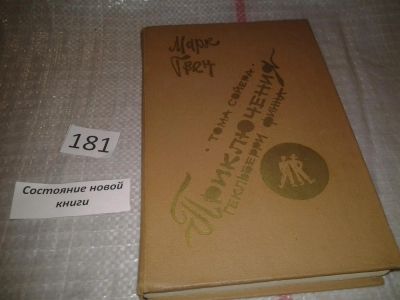 Марк
Твен
· ТОМА СОЙЕРА ·
ПРИКЛЮЧЕНИЯ
ГЕКЛЬБЕРРИ ФИННА
181
Состояние новой
книги